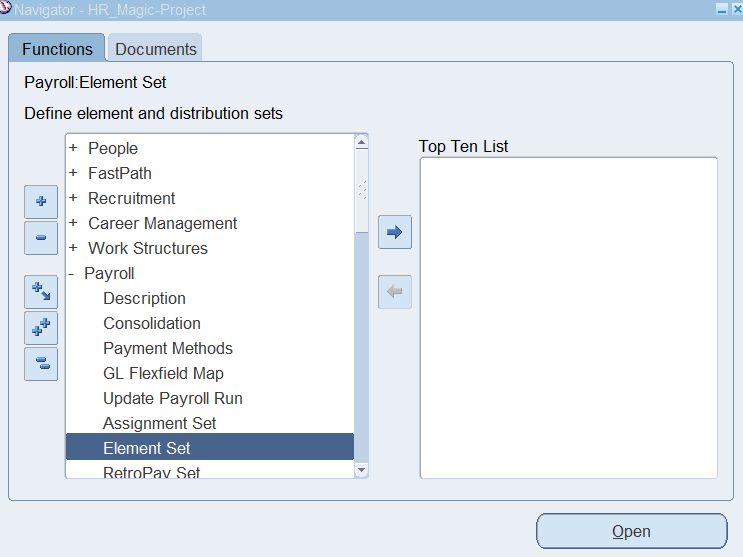 Navigator - HR_Magic-Project
Functions
Documents
Payroll:Element Set
Define element and distribution sets
+ People
+ FastPath
+ Recruitment
+ Career Management
+ Work Structures
- Payroll
Description
Consolidation
Payment Methods
GL Flexfield Map
Update Payroll Run
Assignment Set
Element Set
RetroPay Set
Top Ten List
Open